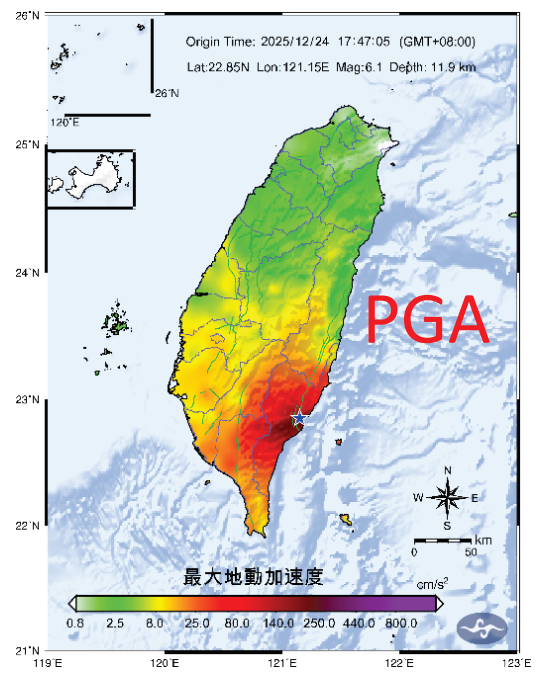 26°N
Origin Time: 2025/12/24 17:47:05 (GMT+08:00)
Lat:22.85N Lon:121.15E Mag:6.1 Depth: 11.9 km
26°N
120°E
25°N
24°N
PGA
23°N
N
W E
S
22°N
0 50 km
最大地動加速度
cm/s²
0.8 2.5 8.0 25.0 80.0 140.0 250.0 440.0 800.0
21°N
119°E 120°E 121°E 122°E 123°E